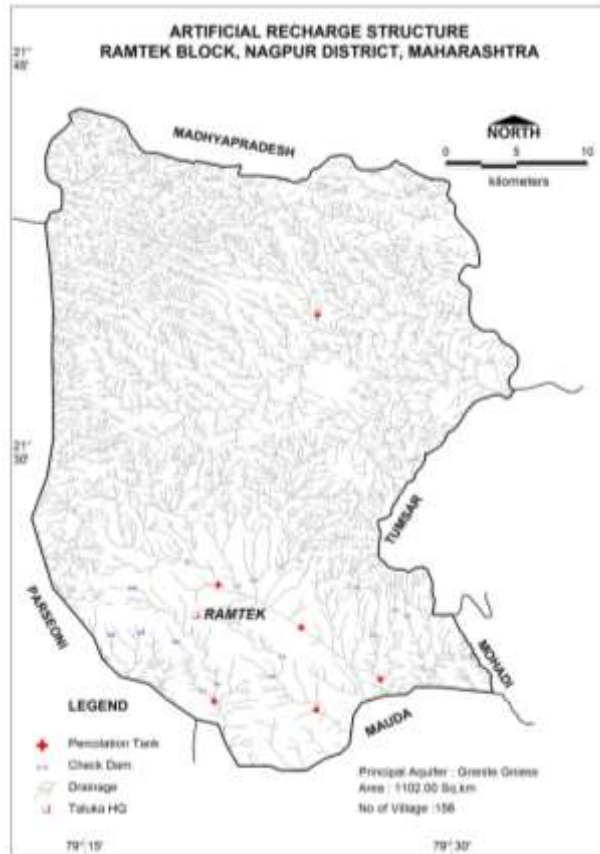 ARTIFICIAL RECHARGE STRUCTURE
RAMTEK BLOCK, NAGPUR DISTRICT, MAHARASHTRA
21°
45'
MADHYAPRADESH
NORTH
0 5 10
kilometers
21°
30'
TUMSAR
PARSEONI
RAMTEK
MOHADI
MAUDA
LEGEND
Percolation Tank
Check Dam
Drainage
Taluka HQ
Principal Aquifer : Granite Gniess
Area : 1102.00 Sq.km
No of Village :156
79° 15'
79° 30'